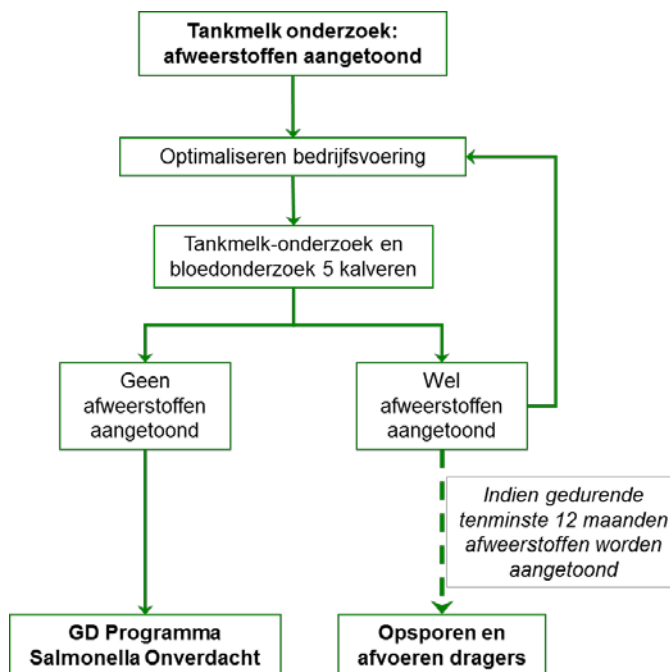 Tankmelk onderzoek:
afweerstoffen aangetoond
Optimaliseren bedrijfsvoering
Tankmelk-onderzoek en
bloedonderzoek 5 kalveren
Geen
afweerstoffen
aangetoond
Wel
afweerstoffen
aangetoond
Indien gedurende
tenminste 12 maanden
afweerstoffen worden
aangetoond
GD Programma
Salmonella Onverdacht
Opsporen en
afvoeren dragers